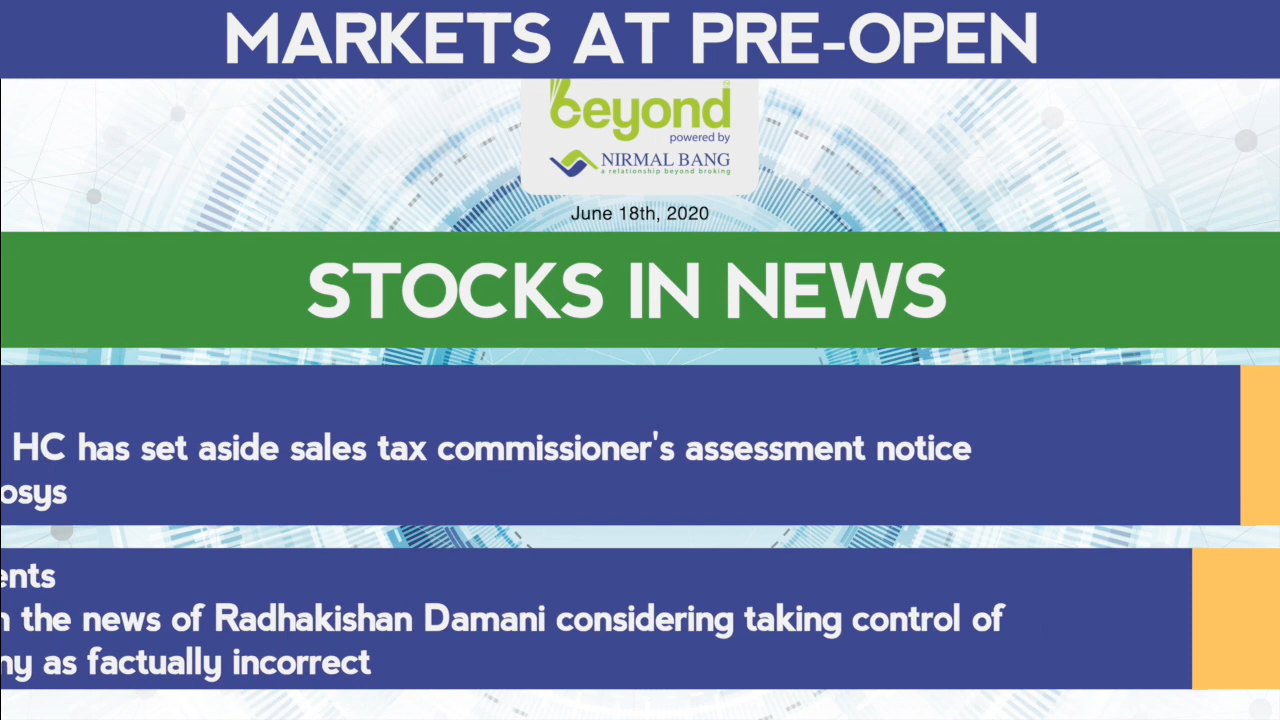 MARKETS AT PRE-OPEN
beyond
powered by
NIRMAL BANG
a relationship beyond broking
June 18th, 2020
STOCKS IN NEWS
HC has set aside sales tax commissioner's assessment notice
osys
ents
the news of Radhakishan Damani considering taking control of
ny as factually incorrect